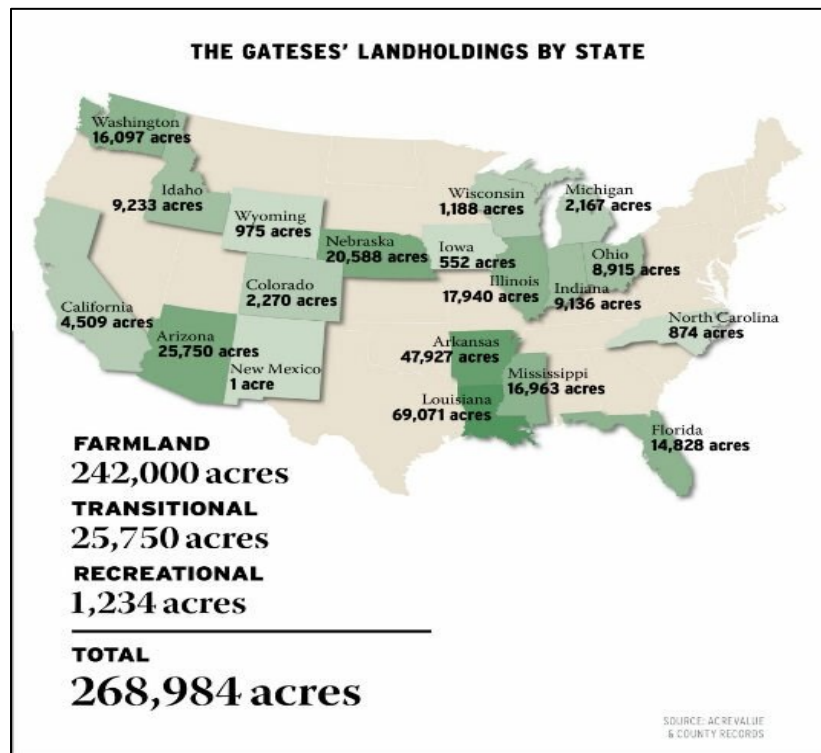 THE GATESES' LANDHOLDINGS BY STATE
Washington
16,097 acres
Idaho
9,233 acres
Wyoming
975 acres
Nebraska
20,588 acres
Wisconsin
1,188 acres
Michigan
2,167 acres
Iowa
552 acres
Illinois
17,940 acres
Indiana
9,136 acres
Ohio
8,915 acres
Colorado
2,270 acres
California
4,509 acres
Arizona
25,750 acres
New Mexico
1 acre
Arkansas
47,927 acres
Mississippi
16,963 acres
Louisiana
69,071 acres
North Carolina
874 acres
Florida
14,828 acres
FARMLAND
242,000 acres
TRANSITIONAL
25,750 acres
RECREATIONAL
1,234 acres
TOTAL
268,984 acres
SOURCE: ACREVALUE
& COUNTY RECORDS